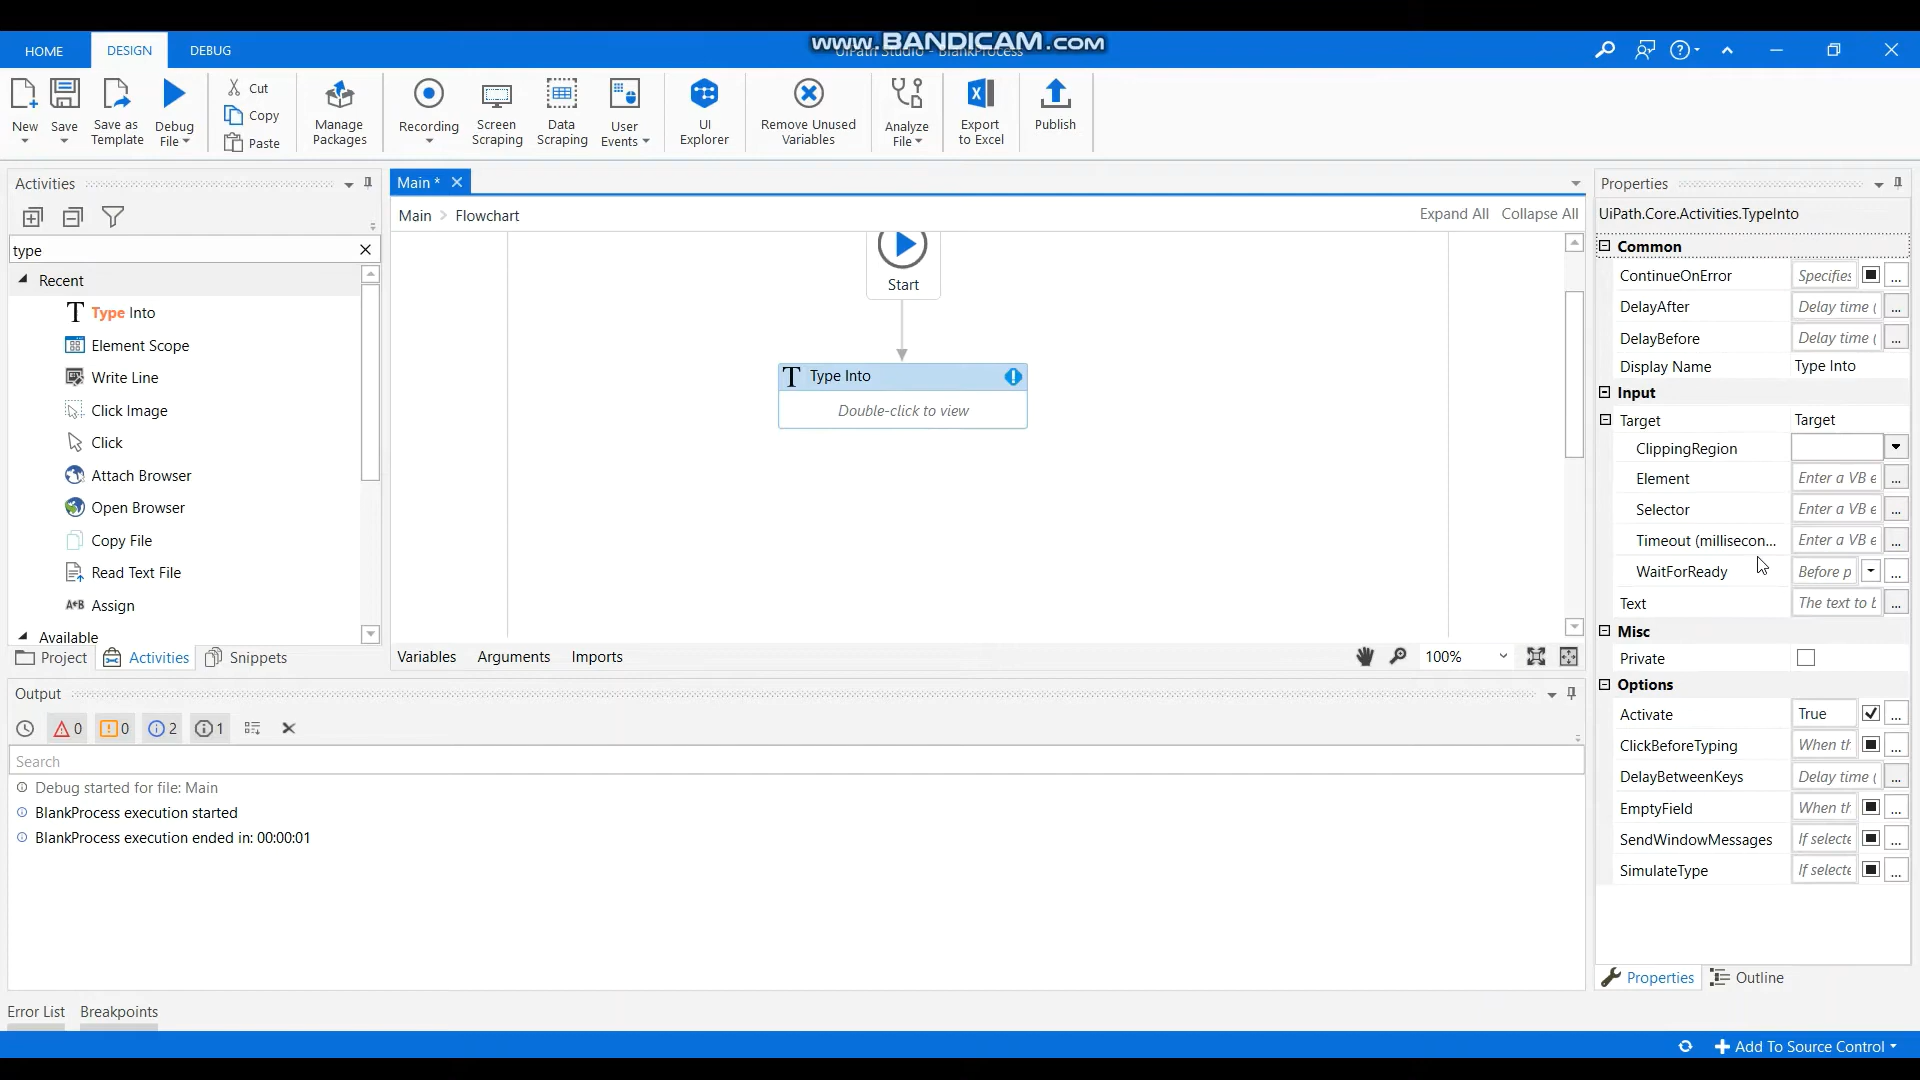 www.BANDICAM.com
HOME
DESIGN
DEBUG
New
Save
Save as
Template
Debug
File
Cut
Copy
Paste
Manage
Packages
Recording
Screen
Scraping
Data
Scraping
User
Events
UI
Explorer
Remove Unused
Variables
Analyze
File
Export
to Excel
Publish
Activities
type
Recent
Type Into
Element Scope
Write Line
Click Image
Click
Attach Browser
Open Browser
Copy File
Read Text File
Assign
Available
Project
Activities
Snippets
Main *
Main > Flowchart
Expand All
Collapse All
Start
Type Into
Double-click to view
Variables
Arguments
Imports
100%
Output
0
0
2
1
Search
Debug started for file: Main
BlankProcess execution started
BlankProcess execution ended in: 00:00:01
Error List
Breakpoints
Properties
UiPath.Core.Activities.TypeInto
Common
ContinueOnError Specifies ...
DelayAfter Delay time ( ...
DelayBefore Delay time ( ...
Display Name Type Into
Input
Target Target
ClippingRegion
Element Enter a VB e ...
Selector Enter a VB e ...
Timeout (millisecon... Enter a VB e ...
WaitForReady Before p ...
Text The text to b ...
Misc
Private
Options
Activate True ...
ClickBeforeTyping When th ...
DelayBetweenKeys Delay time ( ...
EmptyField When th ...
SendWindowMessages If selecte ...
SimulateType If selecte ...
Properties
Outline
Add To Source Control